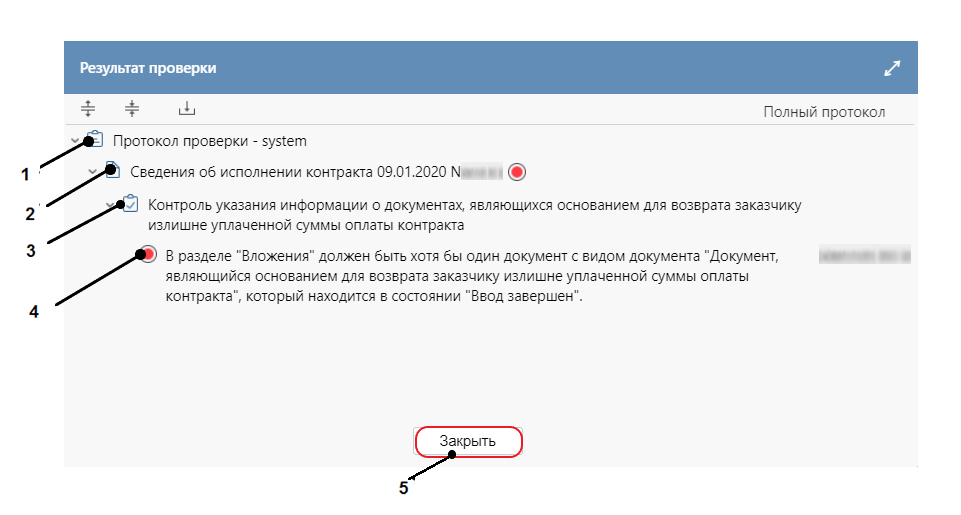 Результат проверки
Полный протокол
1
Протокол проверки - system
2
Сведения об исполнении контракта 09.01.2020 N
3
Контроль указания информации о документах, являющихся основанием для возврата заказчику
излишне уплаченной суммы оплаты контракта
4
В разделе "Вложения" должен быть хотя бы один документ с видом документа "Документ,
являющийся основанием для возврата заказчику излишне уплаченной суммы оплаты
контракта", который находится в состоянии "Ввод завершен".
Закрыть
5